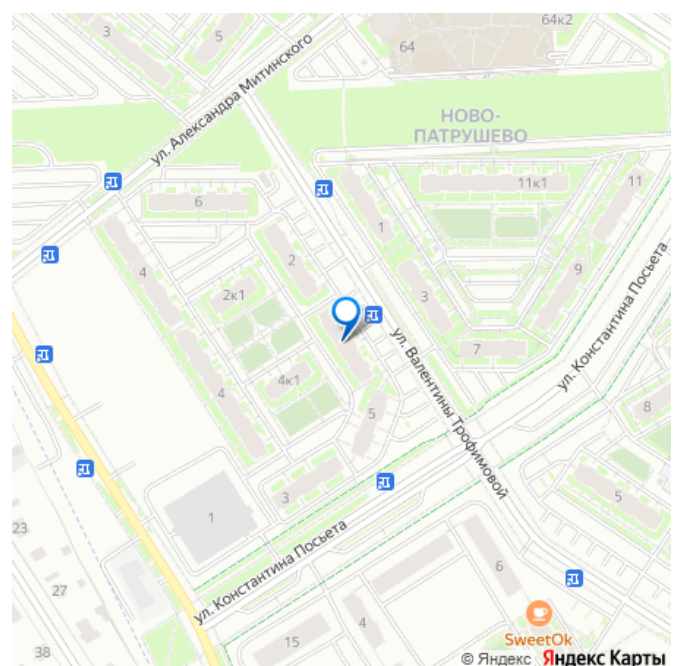 64к2
3
5
64
ул. Александра Митинского
НОВО-
ПАТРУШЕВО
11к1
11
6
1
2
4
9
2к1
3
ул. Константина Посьета
7
ул. Валентины Трофимовой
4к1
4
5
8
3
5
1
23
ул. Константина Посьета
6
27
4
SweetOk
15
38
© Яндекс Яндекс Карты